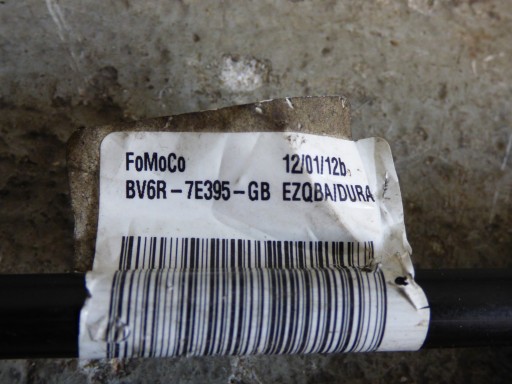 FoMoCo 12/01/12b
BV6R-7E395-GB EZQBA/DURA